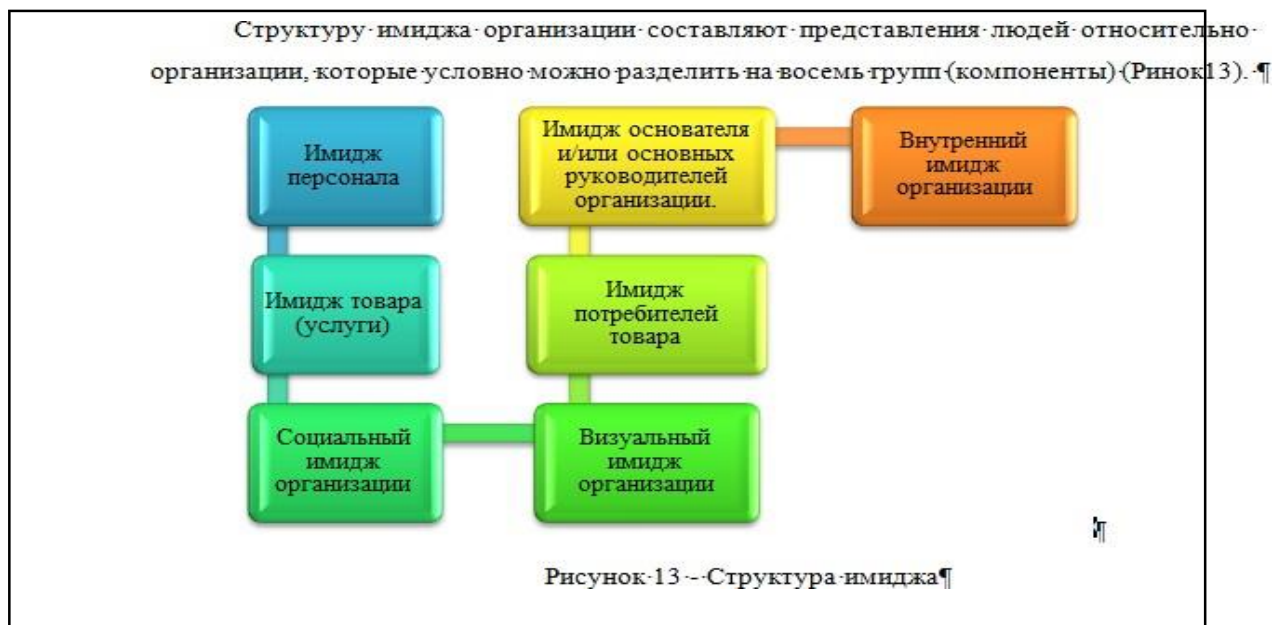 Структуру·имиджа·организации·составляют·представления·людей·относительно·
организации,·которые·условно·можно·разделить·на·восемь·групп·(компоненты)·(Ринок13).·¶
Имидж
персонала
Имидж товара
(услуги)
Социальный
имидж
организации
Визуальный
имидж
организации
Имидж
потребителей
товара
Имидж основателя
и/или основных
руководителей
организации.
Внутренний
имидж
организации
¶
Рисунок·13·-·Структура·имиджа¶